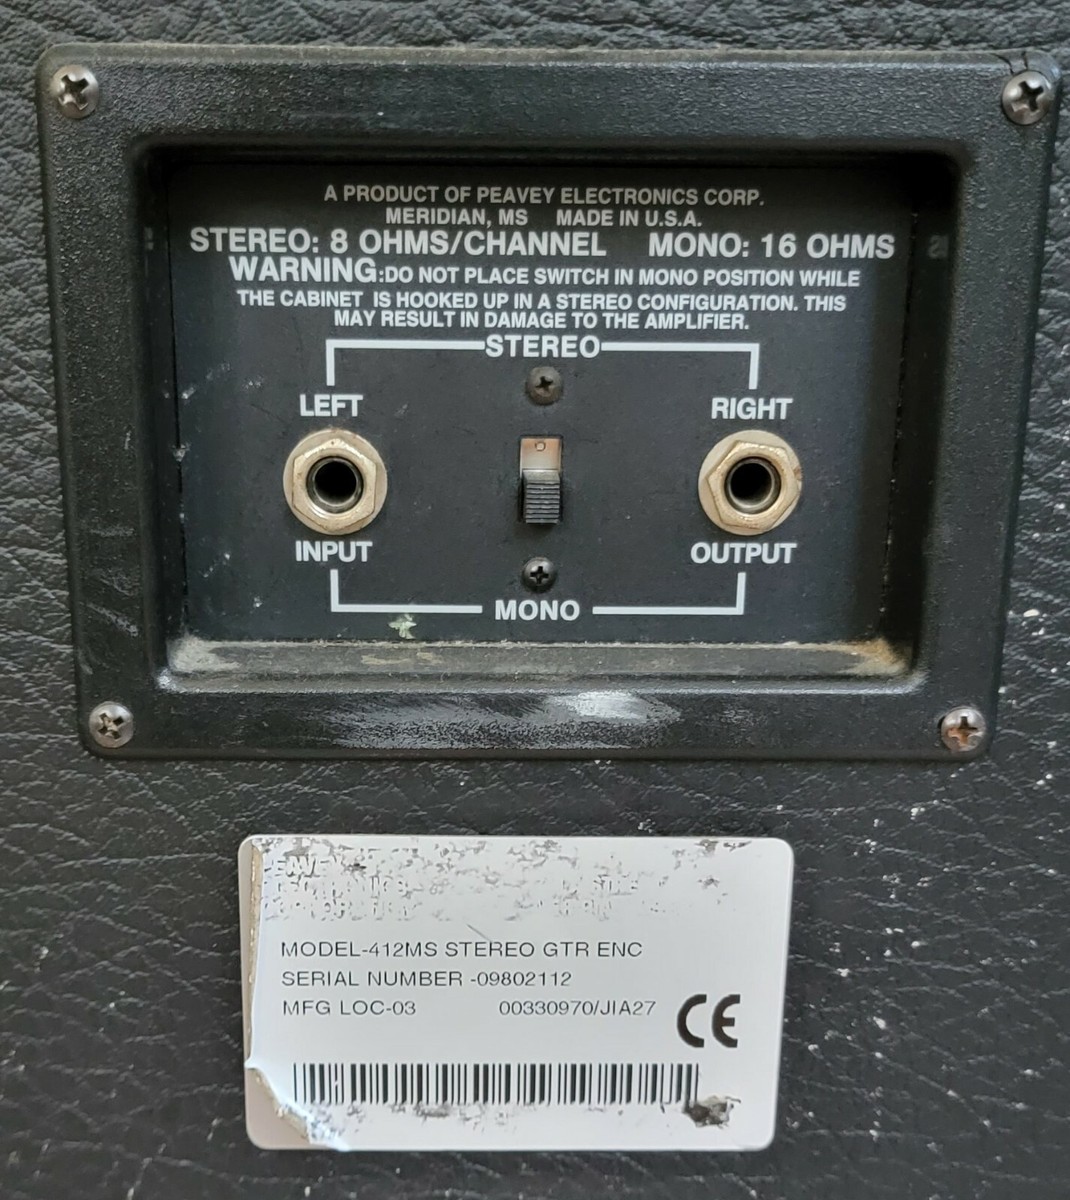 A PRODUCT OF PEAVEY ELECTRONICS CORP.
MERIDIAN, MS MADE IN U.S.A.
STEREO: 8 OHMS/CHANNEL MONO: 16 OHMS
WARNING:DO NOT PLACE SWITCH IN MONO POSITION WHILE
THE CABINET IS HOOKED UP IN A STEREO CONFIGURATION. THIS
MAY RESULT IN DAMAGE TO THE AMPLIFIER.
STEREO
LEFT RIGHT
INPUT OUTPUT
MONO
MODEL-412MS STEREO GTR ENC
SERIAL NUMBER -09802112
MFG LOC-03 00330970/JIA27 CE